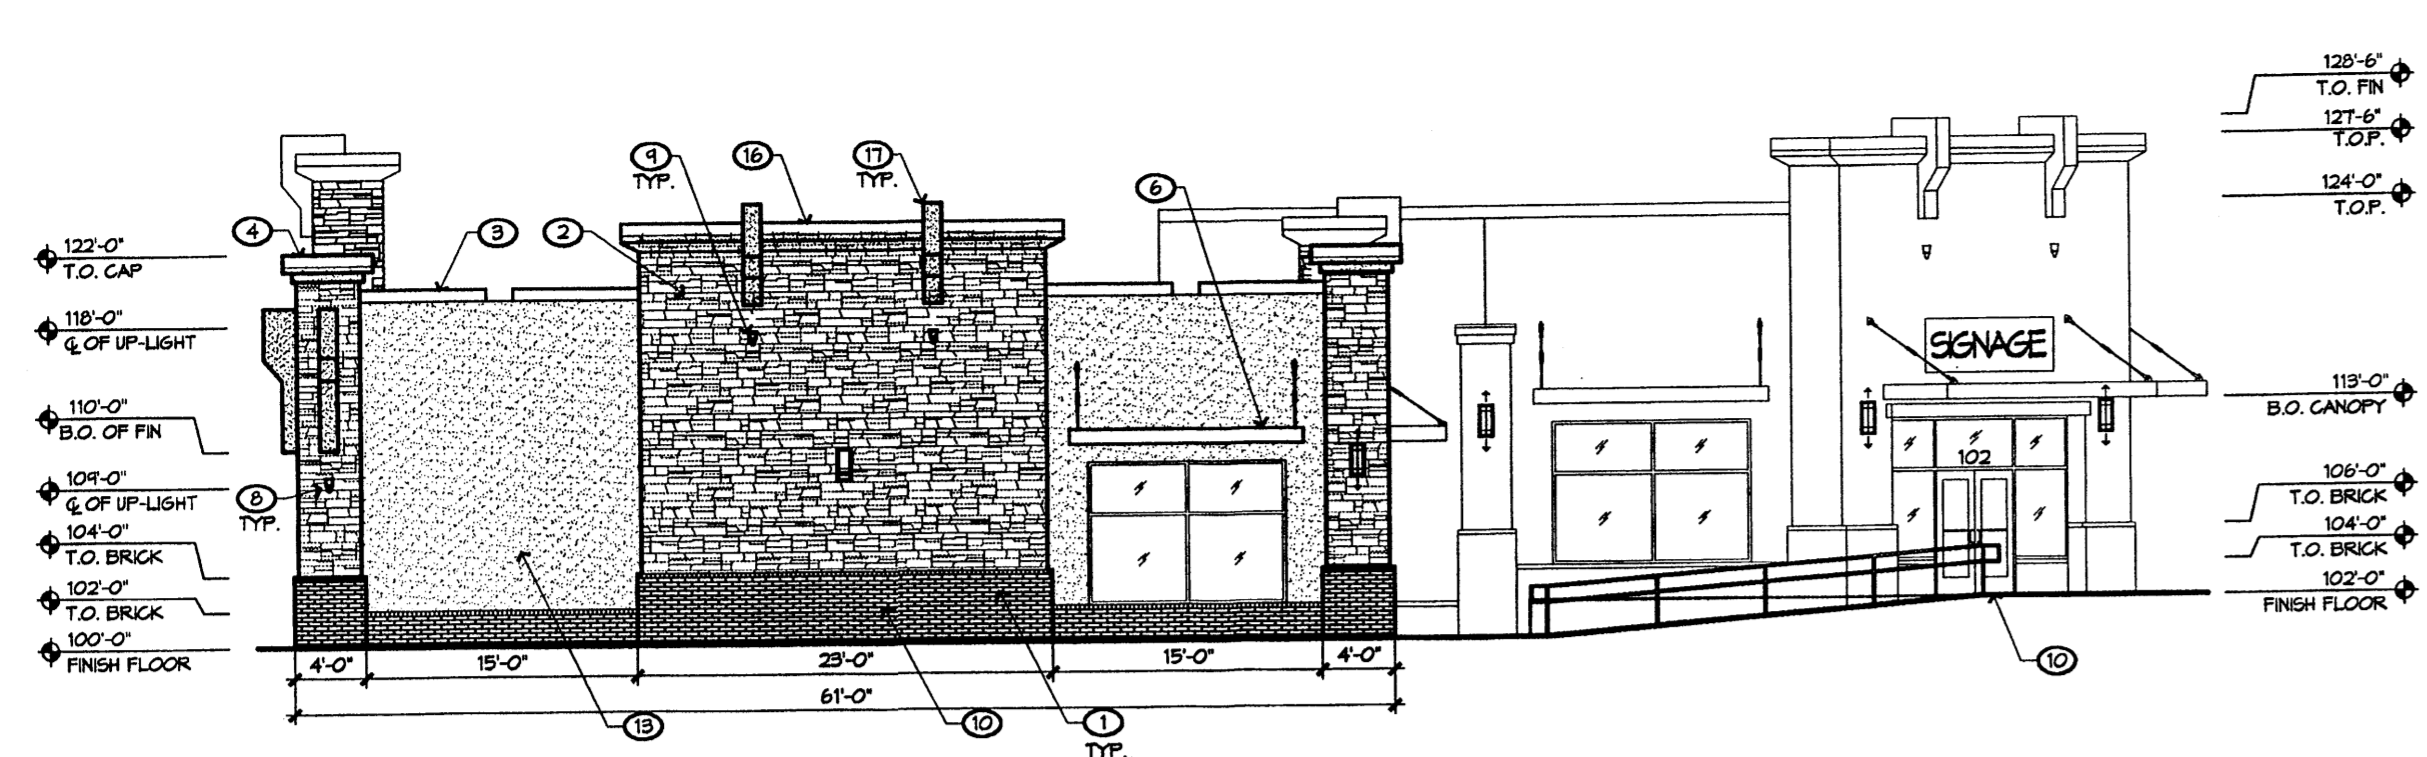 128'-6"
T.O. FIN
127'-6"
T.O.P.
124'-0"
T.O.P.
9
TYP.
16
17
TYP.
6
4
3
2
122'-0"
T.O. CAP
118'-0"
℄ OF UP-LIGHT
110'-0"
B.O. OF FIN
109'-0"
℄ OF UP-LIGHT
8
TYP.
104'-0"
T.O. BRICK
102'-0"
T.O. BRICK
100'-0"
FINISH FLOOR
SIGNAGE
102
113'-0"
B.O. CANOPY
106'-0"
T.O. BRICK
104'-0"
T.O. BRICK
102'-0"
FINISH FLOOR
4'-0" 15'-0" 23'-0" 15'-0" 4'-0"
61'-0"
13
10
1
TYP.
10